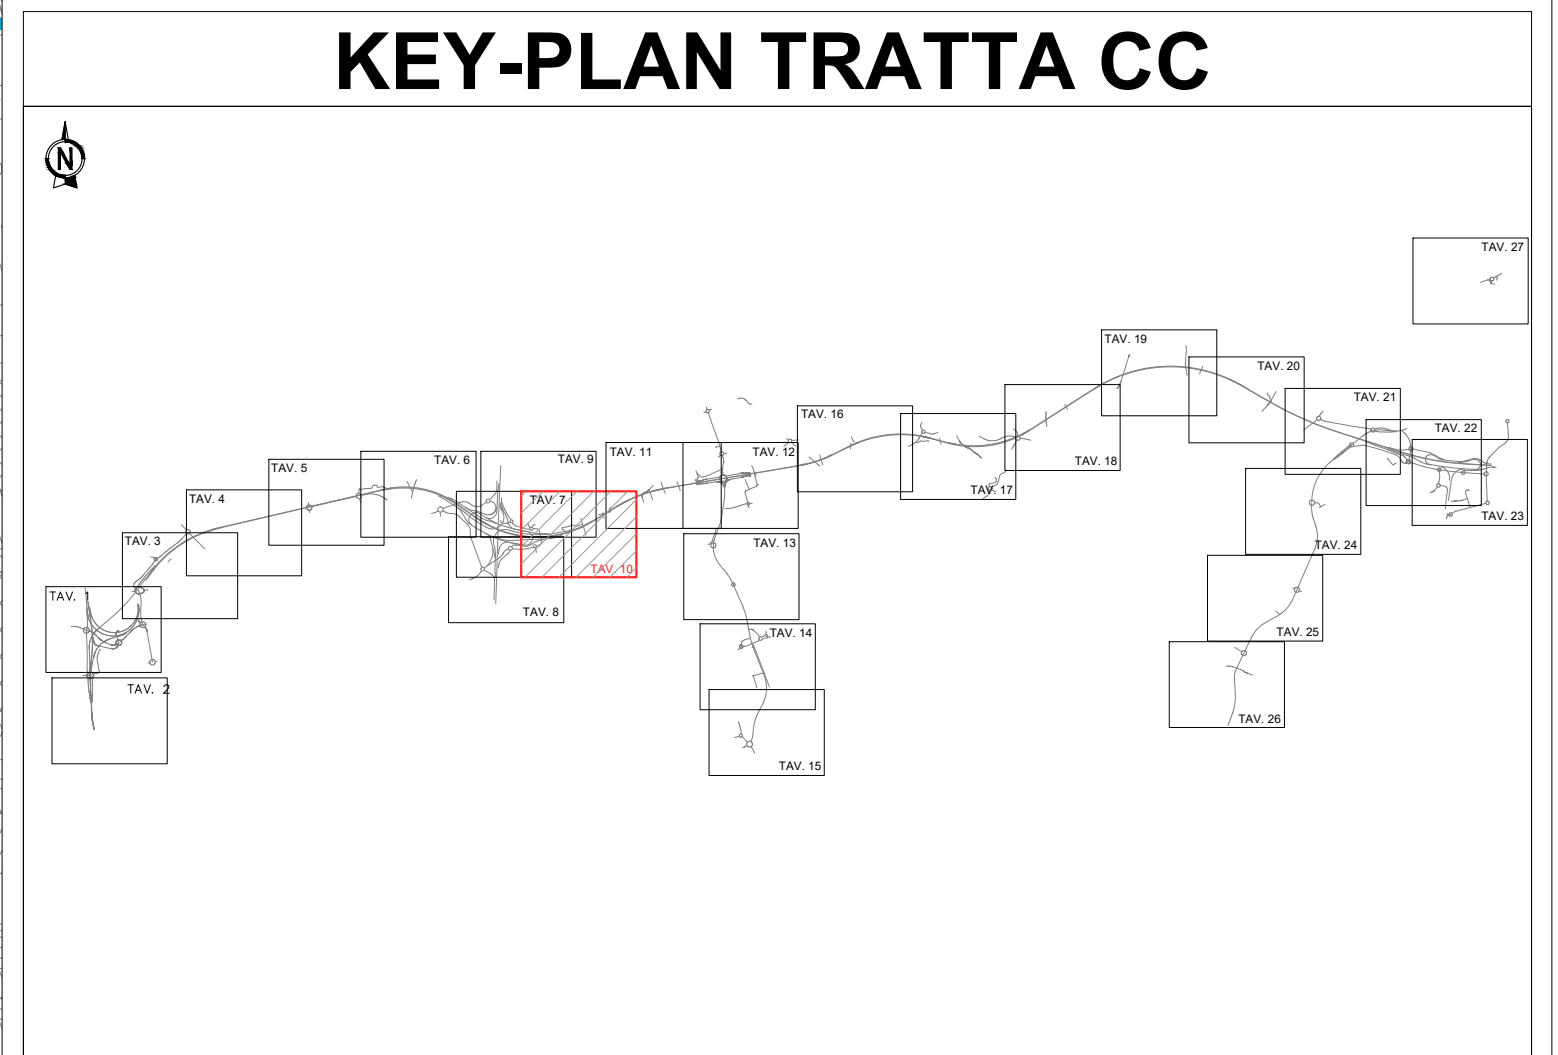 KEY-PLAN TRATTA CC
N
TAV. 27
TAV. 19
TAV. 20
TAV. 21
TAV. 16
TAV. 22
TAV. 11
TAV. 12
TAV. 6
TAV. 9
TAV. 18
TAV. 5
TAV. 17
TAV. 4
TAV. 7
TAV. 23
TAV. 3
TAV. 13
TAV. 24
TAV. 10
TAV. 1
TAV. 8
TAV. 14
TAV. 25
TAV. 2
TAV. 26
TAV. 15